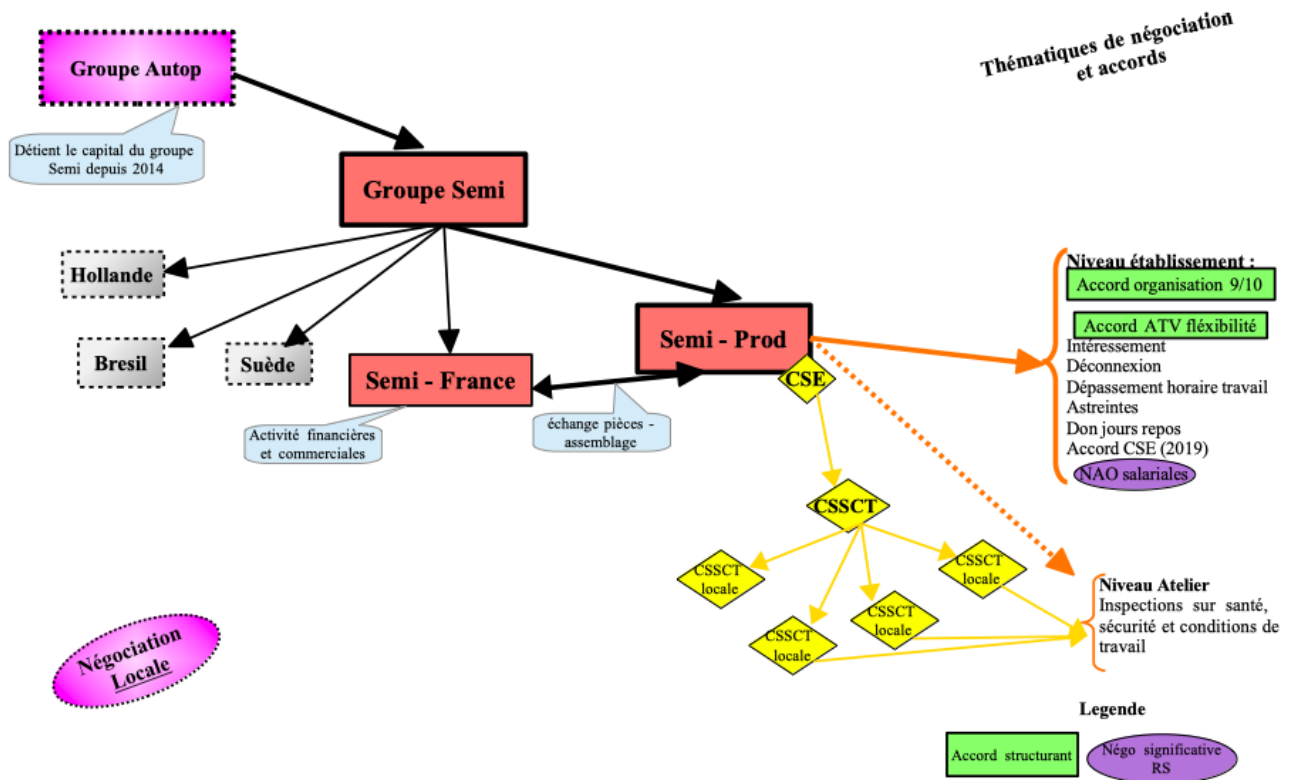 Thématiques de négociation
et accords
Groupe Autop
Détient le capital du groupe
Semi depuis 2014
Groupe Semi
Hollande
Bresil
Suède
Semi - France
Semi - Prod
CSE
Activité financières
et commerciales
échange pièces -
assemblage
Niveau établissement :
Accord organisation 9/10
Accord ATV fléxibilité
Intéressement
Déconnexion
Dépassement horaire travail
Astreintes
Don jours repos
Accord CSE (2019)
NAO salariales
CSSCT
CSSCT
locale
CSSCT
locale
CSSCT
locale
CSSCT
locale
Niveau Atelier
Inspections sur santé,
sécurité et conditions de
travail
Négociation
Locale
Legende
Accord structurant
Négo significative
RS